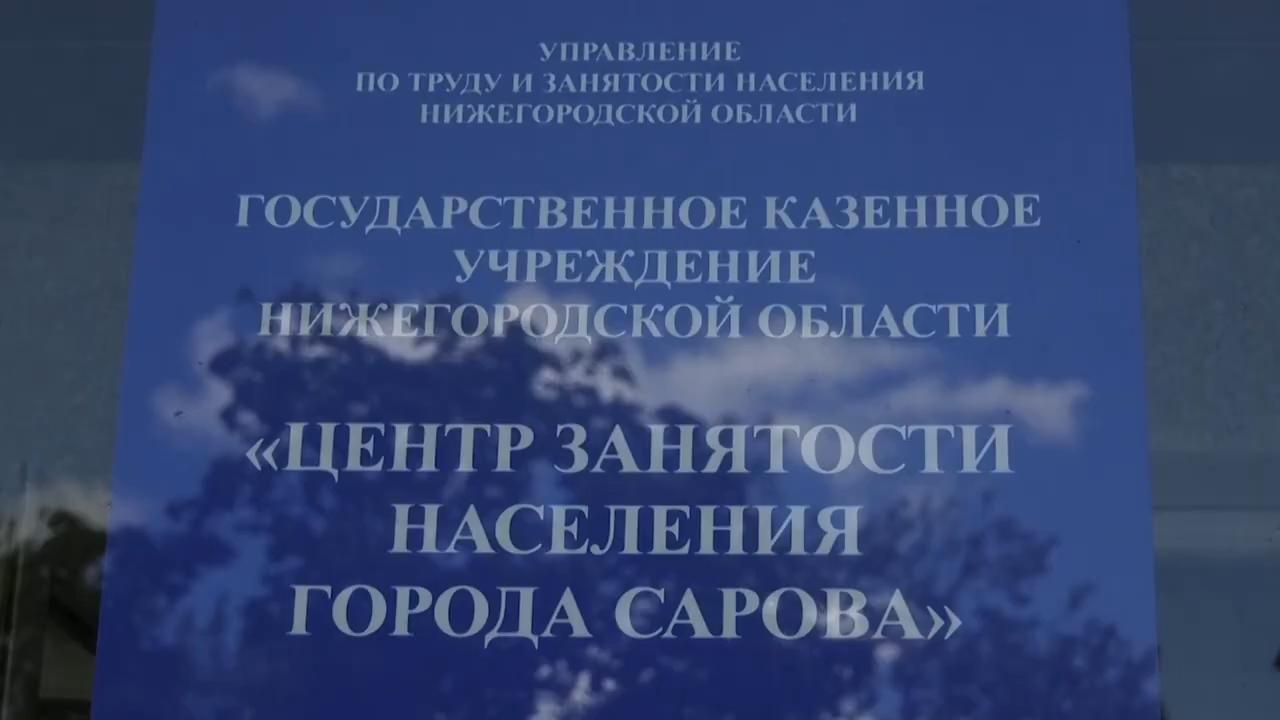 УПРАВЛЕНИЕ
ПО ТРУДУ И ЗАНЯТОСТИ НАСЕЛЕНИЯ
НИЖЕГОРОДСКОЙ ОБЛАСТИ
ГОСУДАРСТВЕННОЕ КАЗЕННОЕ
УЧРЕЖДЕНИЕ
НИЖЕГОРОДСКОЙ ОБЛАСТИ
«ЦЕНТР ЗАНЯТОСТИ
НАСЕЛЕНИЯ
ГОРОДА САРОВА»